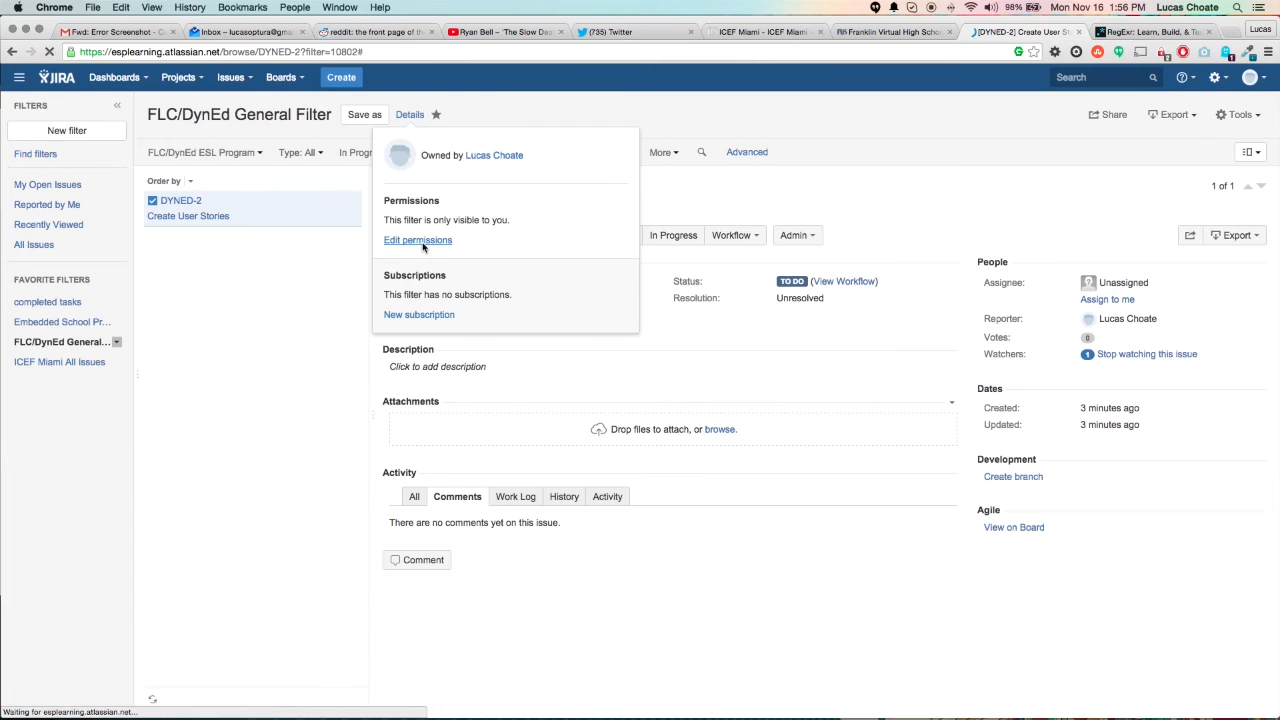 Chrome File Edit View History Bookmarks People Window Help 98% Mon Nov 16 1:56 PM Lucas Choate
Fwd: Error Screenshot - C Inbox - lucasoptura@gma reddit: the front page of th Ryan Bell – 'The Slow Dea (735) Twitter ICEF Miami - ICEF Miami - Franklin Virtual High Schoo [DYNED-2] Create User St RegExr: Learn, Build, & Te Lucas
https://esplearning.atlassian.net/browse/DYNED-2?filter=10802#
JIRA Dashboards Projects Issues Boards Create Search
FILTERS
New filter
Find filters
My Open Issues
Reported by Me
Recently Viewed
All Issues
FAVORITE FILTERS
completed tasks
Embedded School Pr...
FLC/DynEd General...
ICEF Miami All Issues
FLC/DynEd General Filter Save as Details Share Export Tools
FLC/DynEd ESL Program Type: All In Progr More Advanced
Order by
DYNED-2
Create User Stories
1 of 1
Owned by Lucas Choate
Permissions
This filter is only visible to you.
Edit permissions
Subscriptions
This filter has no subscriptions.
New subscription
In Progress Workflow Admin Export
Status: TO DO (View Workflow)
Resolution: Unresolved
Description
Click to add description
Attachments
Drop files to attach, or browse.
Activity
All Comments Work Log History Activity
There are no comments yet on this issue.
Comment
People
Assignee: Unassigned
Assign to me
Reporter: Lucas Choate
Votes: 0
Watchers: 1 Stop watching this issue
Dates
Created: 3 minutes ago
Updated: 3 minutes ago
Development
Create branch
Agile
View on Board
Waiting for esplearning.atlassian.net...